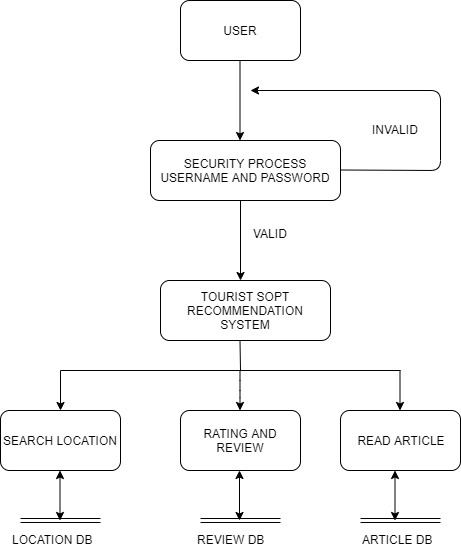 USER
INVALID
SECURITY PROCESS
USERNAME AND PASSWORD
VALID
TOURIST SOPT
RECOMMENDATION
SYSTEM
SEARCH LOCATION
RATING AND
REVIEW
READ ARTICLE
LOCATION DB
REVIEW DB
ARTICLE DB